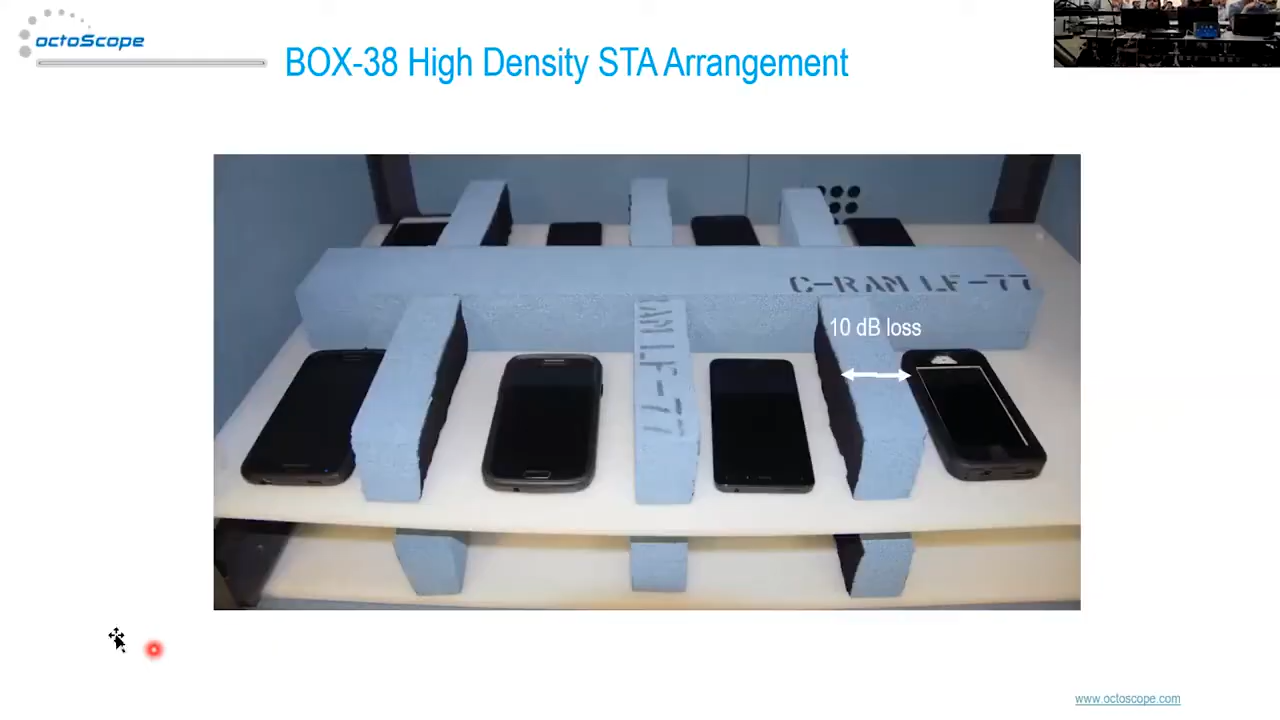 octoScope
BOX-38 High Density STA Arrangement
C-RAM LF-77
10 dB loss
RAM LF-77
www.octoscope.com